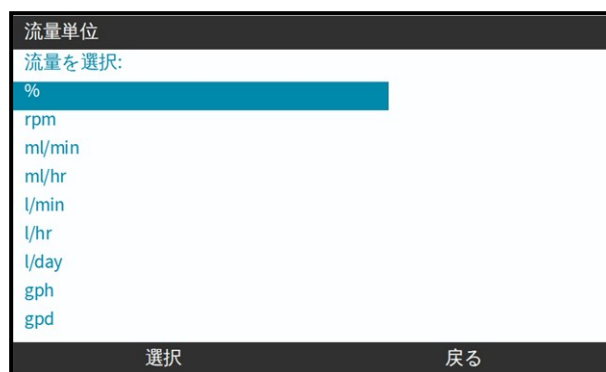 流量単位
流量を選択:
%
rpm
ml/min
ml/hr
l/min
l/hr
l/day
gph
gpd
選択 戻る